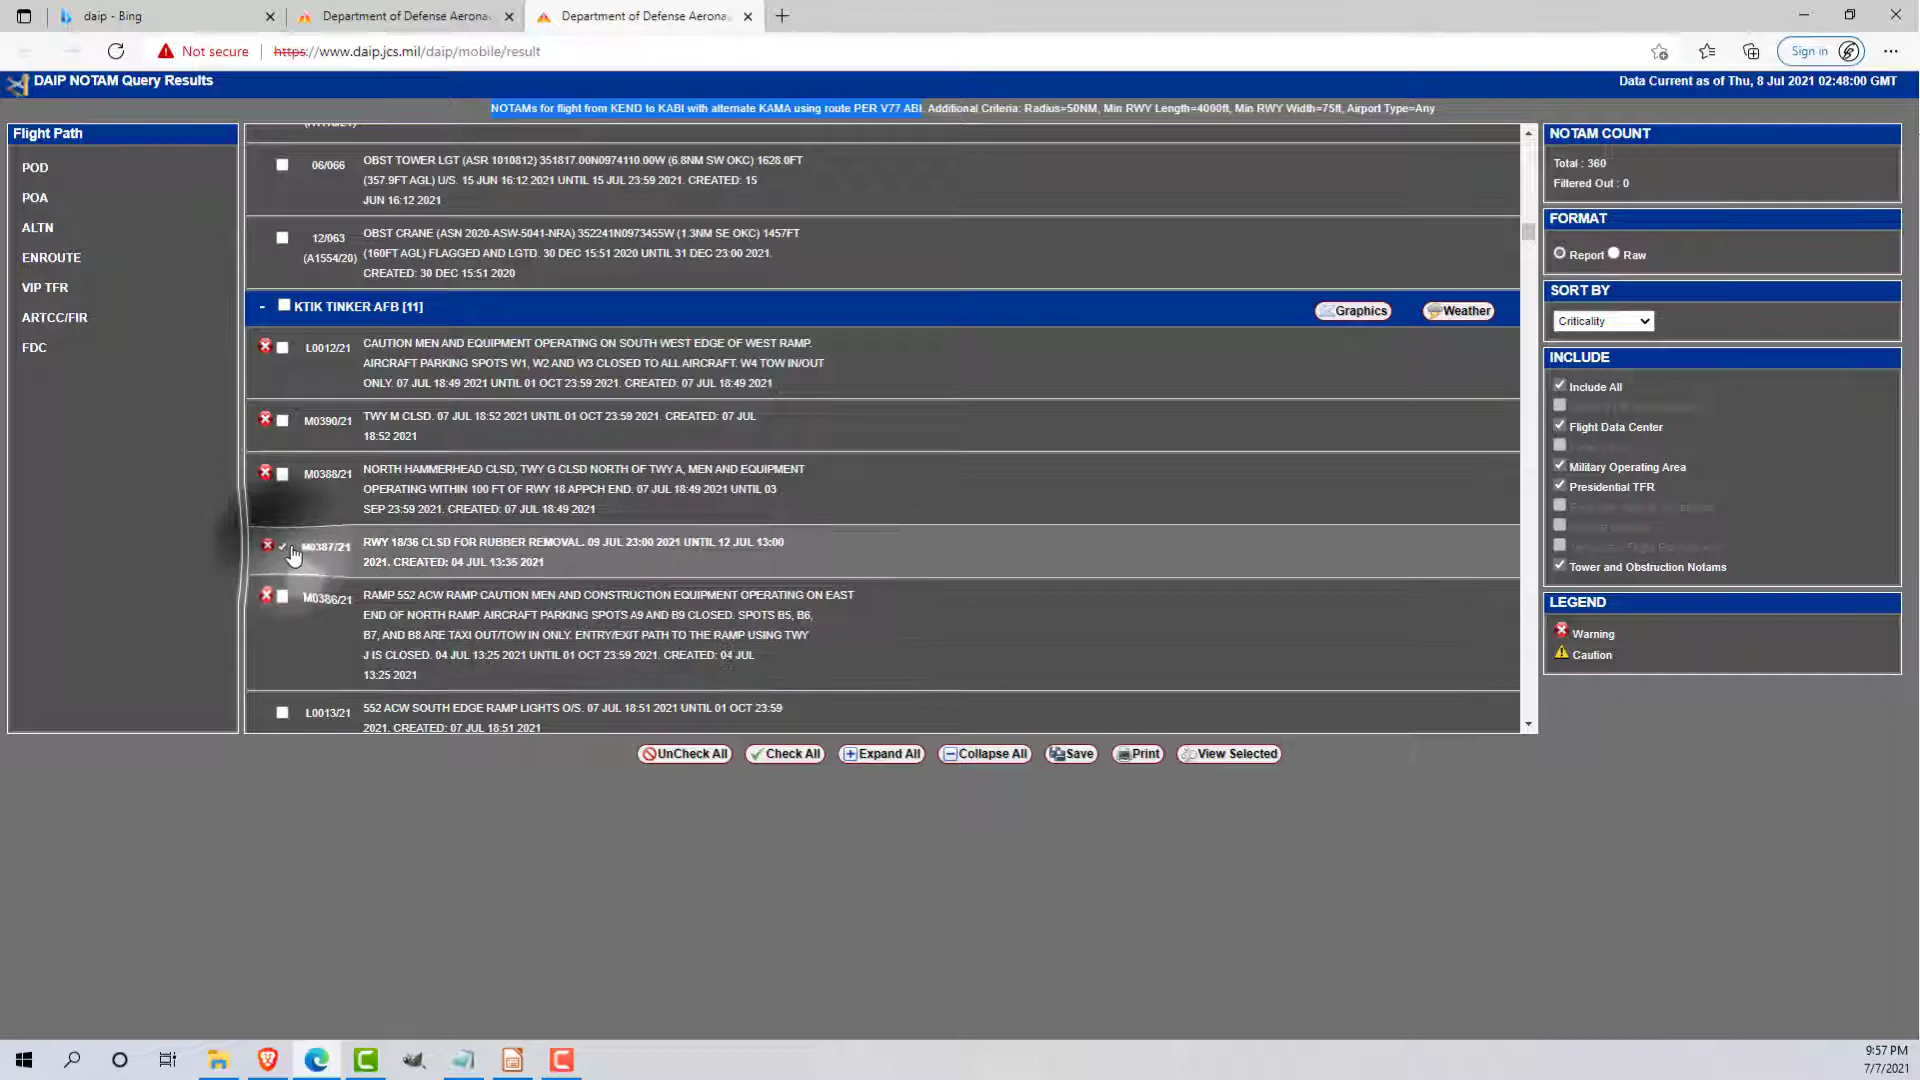 daip - Bing
Department of Defense Aerona
Department of Defense Aerona
Not secure
https://www.daip.jcs.mil/daip/mobile/result
Sign in
DAIP NOTAM Query Results
Data Current as of Thu, 8 Jul 2021 02:48:00 GMT
NOTAMs for flight from KEND to KABI with alternate KAMA using route PER V77 ABI. Additional Criteria: Radius=50NM, Min RWY Length=4000ft, Min RWY Width=75ft, Airport Type=Any
Flight Path
POD
POA
ALTN
ENROUTE
VIP TFR
ARTCC/FIR
FDC
06/066
OBST TOWER LGT (ASR 1010812) 351817.00N0974110.00W (6.8NM SW OKC) 1628.0FT
(357.9FT AGL) U/S. 15 JUN 16:12 2021 UNTIL 15 JUL 23:59 2021. CREATED: 15
JUN 16:12 2021
12/063
(A1554/20)
OBST CRANE (ASN 2020-ASW-5041-NRA) 352241N0973455W (1.3NM SE OKC) 1457FT
(160FT AGL) FLAGGED AND LGTD. 30 DEC 15:51 2020 UNTIL 31 DEC 23:00 2021.
CREATED: 30 DEC 15:51 2020
- KTIK TINKER AFB [11]
Graphics
Weather
L0012/21
CAUTION MEN AND EQUIPMENT OPERATING ON SOUTH WEST EDGE OF WEST RAMP.
AIRCRAFT PARKING SPOTS W1, W2 AND W3 CLOSED TO ALL AIRCRAFT. W4 TOW IN/OUT
ONLY. 07 JUL 18:49 2021 UNTIL 01 OCT 23:59 2021. CREATED: 07 JUL 18:49 2021
M0390/21
TWY M CLSD. 07 JUL 18:52 2021 UNTIL 01 OCT 23:59 2021. CREATED: 07 JUL
18:52 2021
M0388/21
NORTH HAMMERHEAD CLSD, TWY G CLSD NORTH OF TWY A, MEN AND EQUIPMENT
OPERATING WITHIN 100 FT OF RWY 18 APPCH END. 07 JUL 18:49 2021 UNTIL 03
SEP 23:59 2021. CREATED: 07 JUL 18:49 2021
M0387/21
RWY 18/36 CLSD FOR RUBBER REMOVAL. 09 JUL 23:00 2021 UNTIL 12 JUL 13:00
2021. CREATED: 04 JUL 13:35 2021
M0386/21
RAMP 552 ACW RAMP CAUTION MEN AND CONSTRUCTION EQUIPMENT OPERATING ON EAST
END OF NORTH RAMP. AIRCRAFT PARKING SPOTS A9 AND B9 CLOSED. SPOTS B5, B6,
B7, AND B8 ARE TAXI OUT/TOW IN ONLY. ENTRY/EXIT PATH TO THE RAMP USING TWY
J IS CLOSED. 04 JUL 13:25 2021 UNTIL 01 OCT 23:59 2021. CREATED: 04 JUL
13:25 2021
L0013/21
552 ACW SOUTH EDGE RAMP LIGHTS O/S. 07 JUL 18:51 2021 UNTIL 01 OCT 23:59
2021. CREATED: 07 JUL 18:51 2021
NOTAM COUNT
Total : 360
Filtered Out : 0
FORMAT
Report
Raw
SORT BY
Criticality
INCLUDE
Include All
Flight Data Center
Military Operating Area
Presidential TFR
Tower and Obstruction Notams
LEGEND
Warning
Caution
UnCheck All
Check All
Expand All
Collapse All
Save
Print
View Selected
9:57 PM
7/7/2021